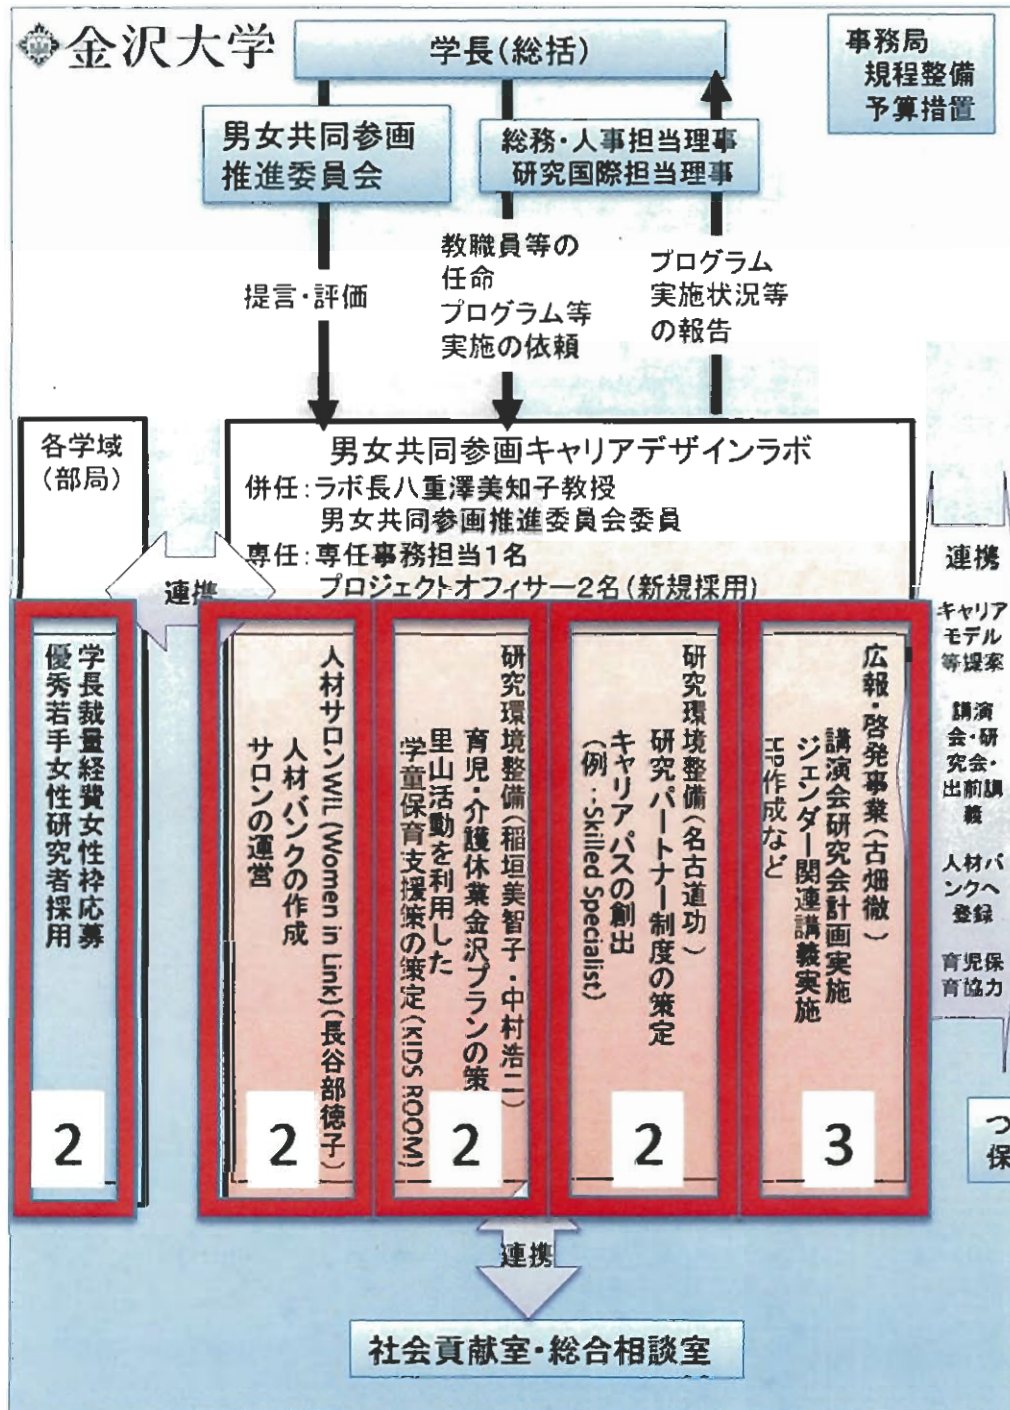 金沢大学
学長(総括)
事務局
規程整備
予算措置
男女共同参画
推進委員会
総務・人事担当理事
研究国際担当理事
提言・評価
教職員等の
任命
プログラム等
実施の依頼
プログラム
実施状況等
の報告
各学域
(部局)
男女共同参画キャリアデザインラボ
併任:ラボ長八重澤美知子教授
男女共同参画推進委員会委員
専任:専任事務担当1名
プロジェクトオフィサー2名(新規採用)
連携
学長裁量経費女性枠応募
優秀若手女性研究者採用
2
人材サロンWiL(Women in Link)(長谷部徳子)
人材バンクの作成
サロンの運営
2
研究環境整備(稲垣美智子・中村浩二)
育児・介護休業金沢プランの策
里山活動を利用した
学童保育支援策の策定(KIDS ROOM)
2
研究環境整備(名古道功)
研究パートナー制度の策定
キャリアパスの創出
(例:Skilled Specialist)
2
広報・啓発事業(古畑徹)
講演会研究会計画実施
ジェンダー関連講義実施
HP作成など
3
連携
キャリア
モデル
等提案
講演
会・研
究会・
出前講
義
人材バ
ンクへ
登録
育児保
育協力
つ
保
連携
社会貢献室・総合相談室